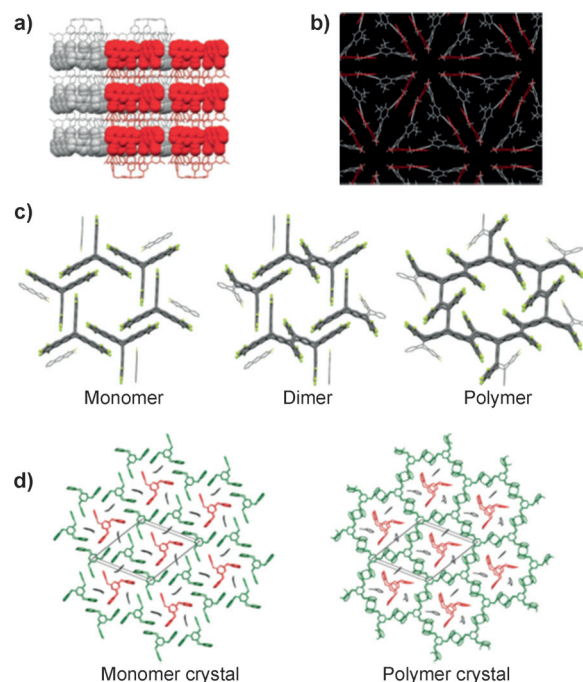 a)
b)
c)
Monomer
Dimer
Polymer
d)
Monomer crystal
Polymer crystal